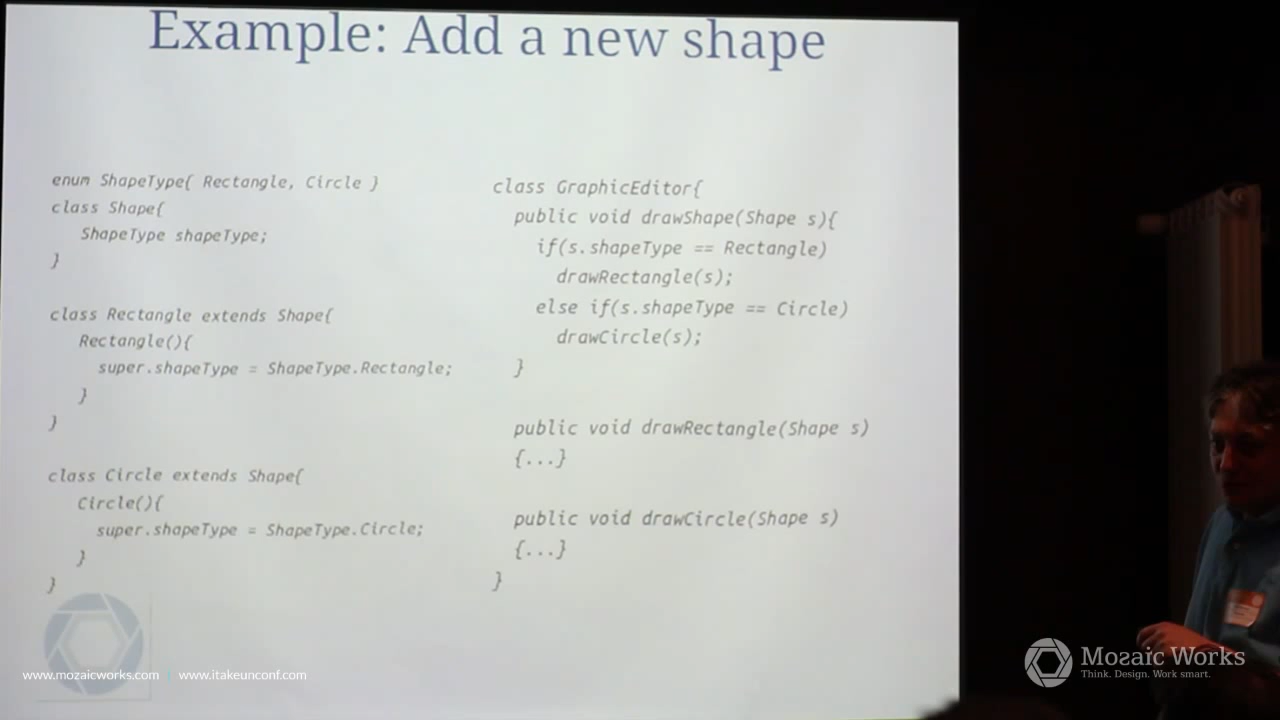 Example: Add a new shape
enum ShapeType{ Rectangle, Circle }
class Shape{
ShapeType shapeType;
}
class Rectangle extends Shape{
Rectangle(){
super.shapeType = ShapeType.Rectangle;
}
}
class Circle extends Shape{
Circle(){
super.shapeType = ShapeType.Circle;
}
}
class GraphicEditor{
public void drawShape(Shape s){
if(s.shapeType == Rectangle)
drawRectangle(s);
else if(s.shapeType == Circle)
drawCircle(s);
}
public void drawRectangle(Shape s)
{...}
public void drawCircle(Shape s)
{...}
}
www.mozaicworks.com | www.itakeunconf.com
Mozaic Works
Think. Design. Work smart.